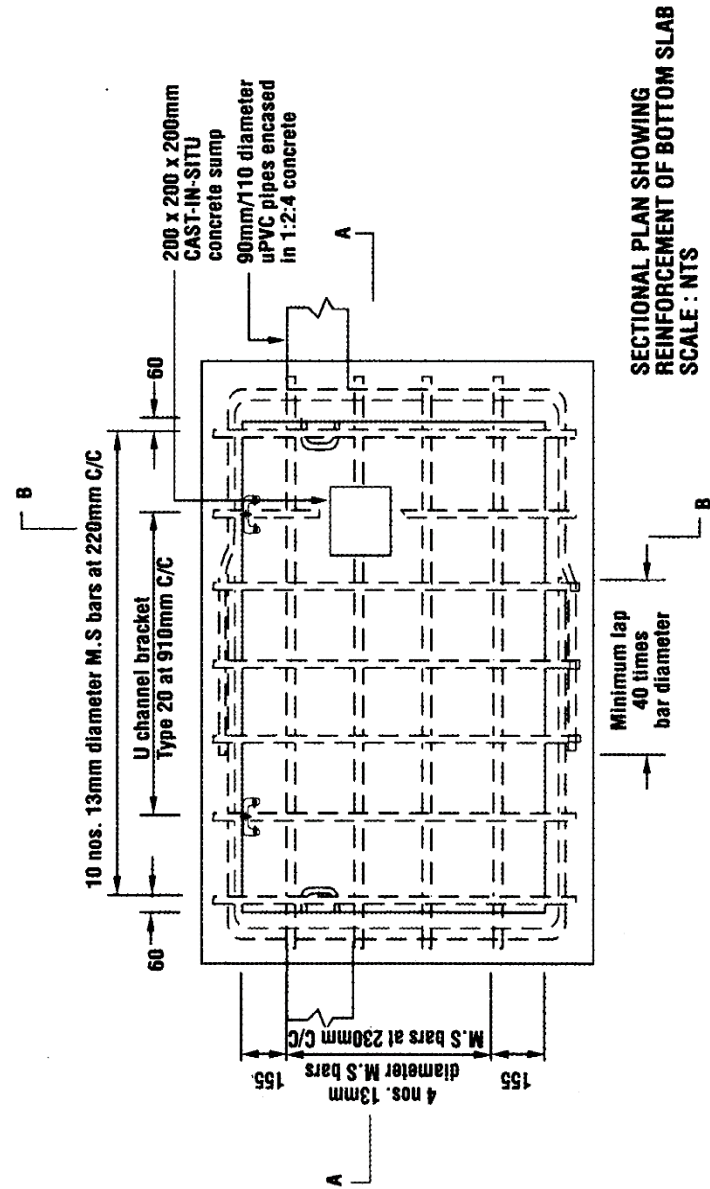 B
10 nos. 13mm diameter M.S bars at 220mm C/C
60
60
U channel bracket
Type 20 at 910mm C/C
200 x 200 x 200mm
CAST-IN-SITU
concrete sump
90mm/110 diameter
uPVC pipes encased
in 1:2:4 concrete
A
A
155
4 nos. 13mm
diameter M.S bars
M.S bars at 230mm C/C
155
Minimum lap
40 times
bar diameter
B
SECTIONAL PLAN SHOWING
REINFORCEMENT OF BOTTOM SLAB
SCALE : NTS